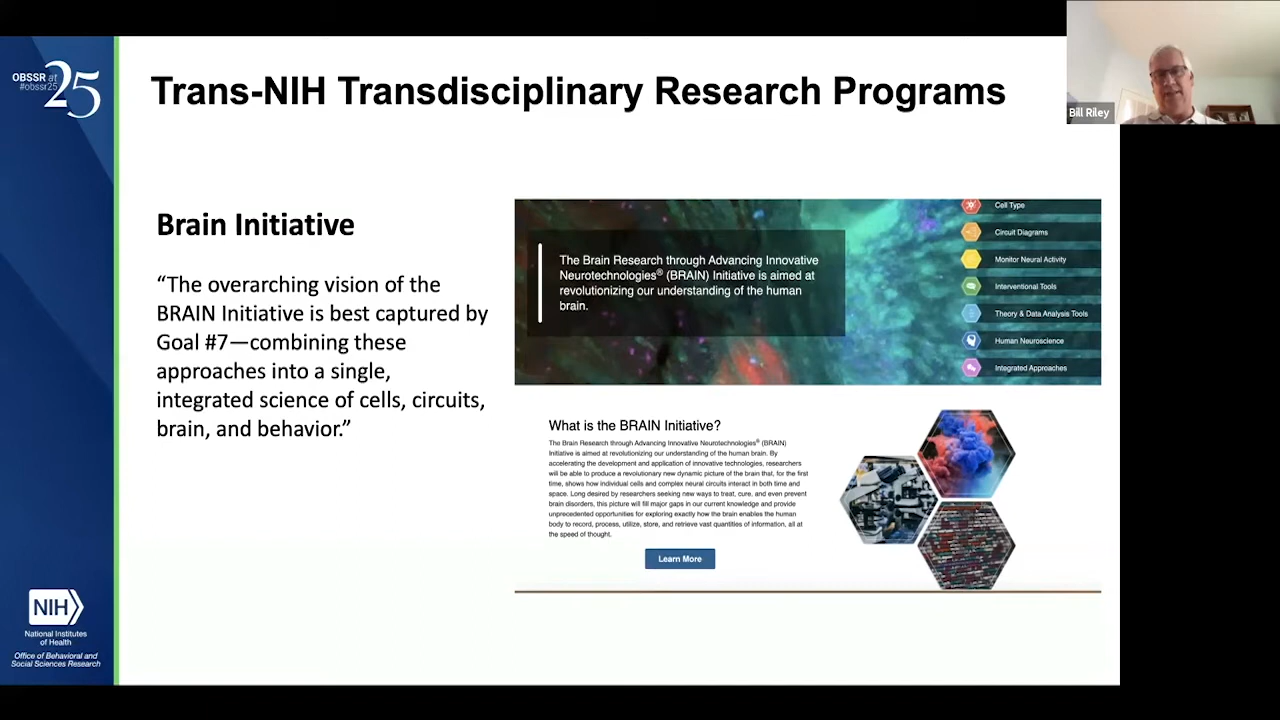 OBSSR at
#obssr25
25
Trans-NIH Transdisciplinary Research Programs
Bill Riley
Brain Initiative
“The overarching vision of the
BRAIN Initiative is best captured by
Goal #7—combining these
approaches into a single,
integrated science of cells, circuits,
brain, and behavior.”
The Brain Research through Advancing Innovative
Neurotechnologies® (BRAIN) Initiative is aimed at
revolutionizing our understanding of the human
brain.
Cell Type
Circuit Diagrams
Monitor Neural Activity
Interventional Tools
Theory & Data Analysis Tools
Human Neuroscience
Integrated Approaches
What is the BRAIN Initiative?
The Brain Research through Advancing Innovative Neurotechnologies® (BRAIN)
Initiative is aimed at revolutionizing our understanding of the human brain. By
accelerating the development and application of innovative technologies, researchers
will be able to produce a revolutionary new dynamic picture of the brain that, for the first
time, shows how individual cells and complex neural circuits interact in both time and
space. Long desired by researchers seeking new ways to treat, cure, and even prevent
brain disorders, this picture will fill major gaps in our current knowledge and provide
unprecedented opportunities for exploring exactly how the brain enables the human
body to record, process, utilize, store, and retrieve vast quantities of information, all at
the speed of thought.
Learn More
NIH
National Institutes
of Health
Office of Behavioral and
Social Sciences Research